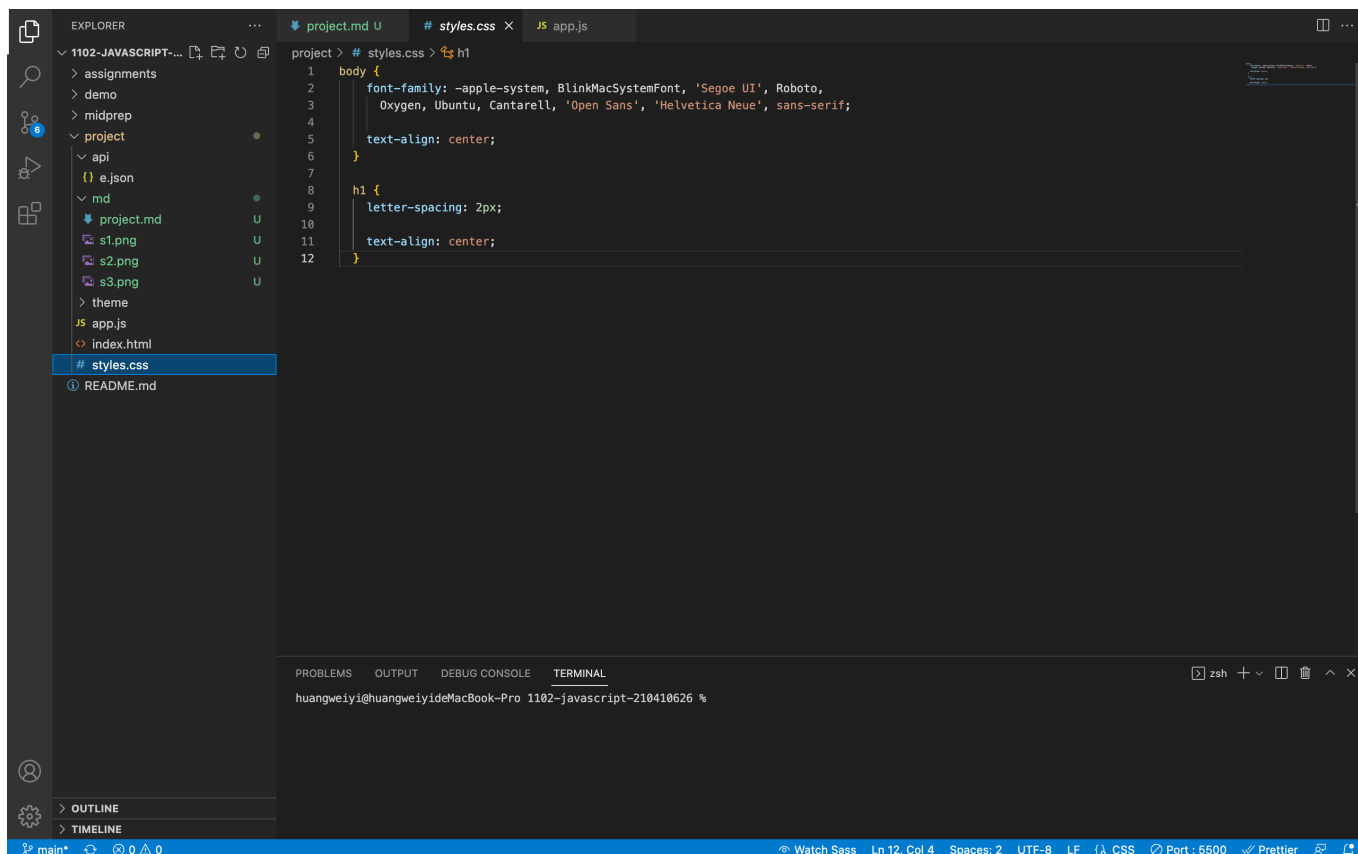 EXPLORER
project.md U
# styles.css
JS app.js
1102-JAVASCRIPT-...
project > # styles.css > h1
> assignments
> demo
> midprep
project
api
{} e.json
md
project.md U
s1.png U
s2.png U
s3.png U
> theme
JS app.js
<> index.html
# styles.css
README.md
1 body {
2 font-family: -apple-system, BlinkMacSystemFont, 'Segoe UI', Roboto,
3 Oxygen, Ubuntu, Cantarell, 'Open Sans', 'Helvetica Neue', sans-serif;
4
5 text-align: center;
6 }
7
8 h1 {
9 letter-spacing: 2px;
10
11 text-align: center;
12 }
6
PROBLEMS OUTPUT DEBUG CONSOLE TERMINAL
zsh
huangweiyi@huangweiyideMacBook-Pro 1102-javascript-210410626 %
> OUTLINE
> TIMELINE
main* 0 0
Watch Sass Ln 12, Col 4 Spaces: 2 UTF-8 LF CSS Port : 5500 Prettier